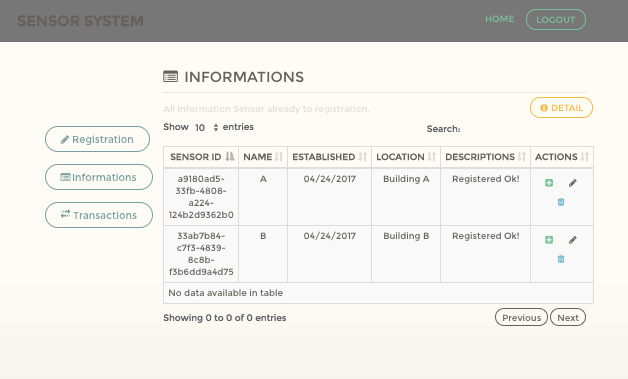 SENSOR SYSTEM
HOME
LOGOUT
INFORMATIONS
All Information Sensor already to registration.
DETAIL
Show 10 entries
Search:
Registration
Informations
Transactions
SENSOR ID NAME ESTABLISHED LOCATION DESCRIPTIONS ACTIONS
a9180ad5-
33fb-4808-
a224-
124b2d9362b0
A 04/24/2017 Building A Registered Ok!
33ab7b84-
c7f3-4839-
8c8b-
f3b6dd9a4d75
B 04/24/2017 Building B Registered Ok!
No data available in table
Showing 0 to 0 of 0 entries
Previous Next